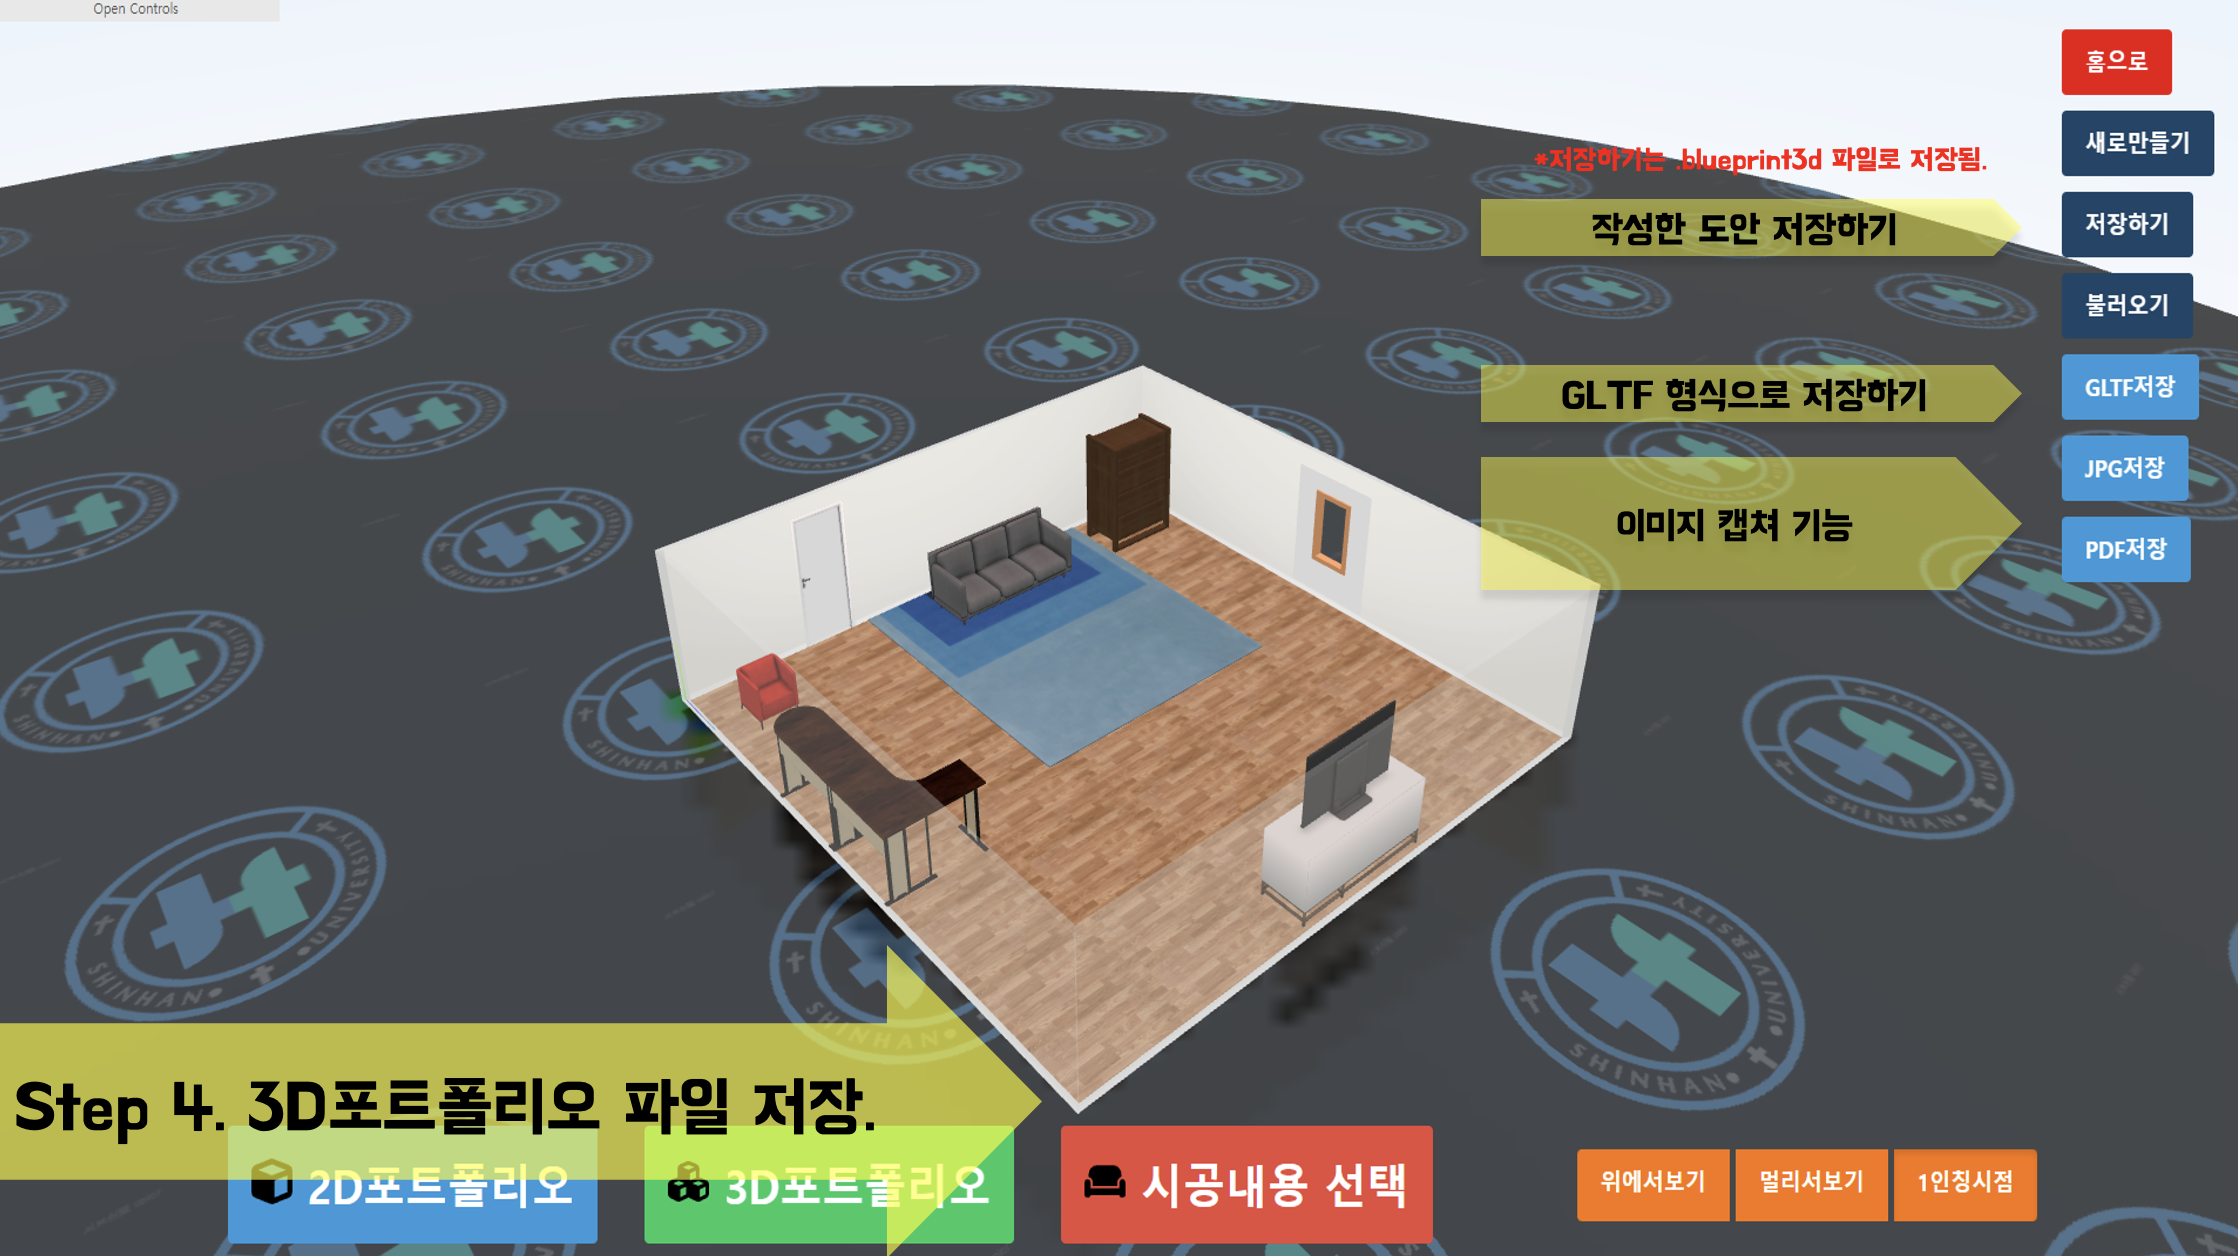 Open Controls
홈으로
새로만들기
*저장하기는 .blueprint3d 파일로 저장됨.
작성한 도안 저장하기
저장하기
불러오기
GLTF 형식으로 저장하기
GLTF저장
JPG저장
이미지 캡쳐 기능
PDF저장
SHINHAN
UNIVERSITY
Step 4. 3D포트폴리오 파일 저장.
2D포트폴리오
3D포트폴리오
시공내용 선택
위에서보기
멀리서보기
1인칭시점